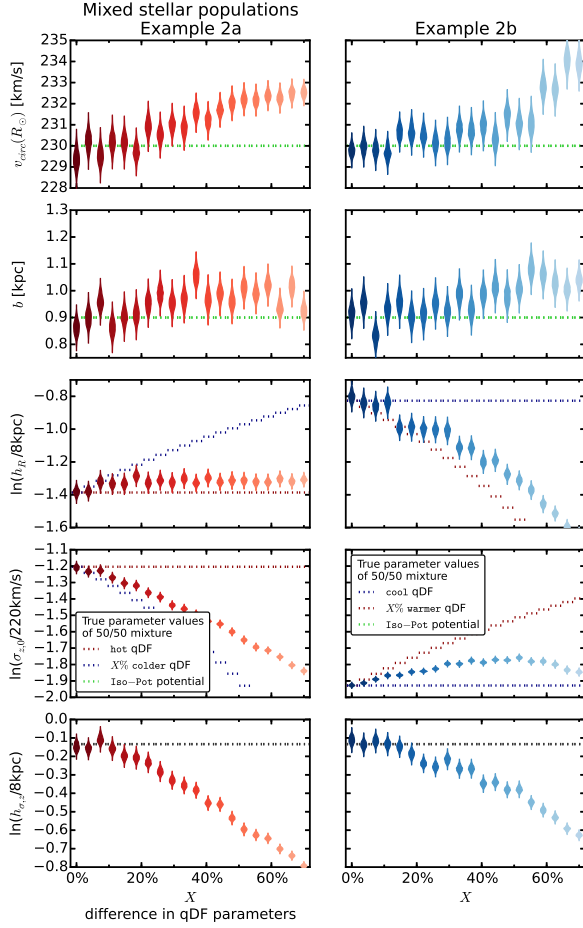 Mixed stellar populations
Example 2a
Example 2b
235
234
233
232
231
230
229
228
v_circ(R_⊙) [km/s]
1.3
1.2
1.1
1.0
0.9
0.8
b [kpc]
−0.8
−1.0
−1.2
−1.4
−1.6
ln(h_R/8kpc)
−1.1
−1.2
−1.3
−1.4
−1.5
−1.6
−1.7
−1.8
−1.9
−2.0
ln(σ_z,0/220km/s)
True parameter values
of 50/50 mixture
hot qDF
X% colder qDF
Iso−Pot potential
True parameter values
of 50/50 mixture
cool qDF
X% warmer qDF
Iso−Pot potential
0.0
−0.1
−0.2
−0.3
−0.4
−0.5
−0.6
−0.7
−0.8
ln(h_σ,z/8kpc)
0% 20% 40% 60%
0% 20% 40% 60%
X
X
difference in qDF parameters